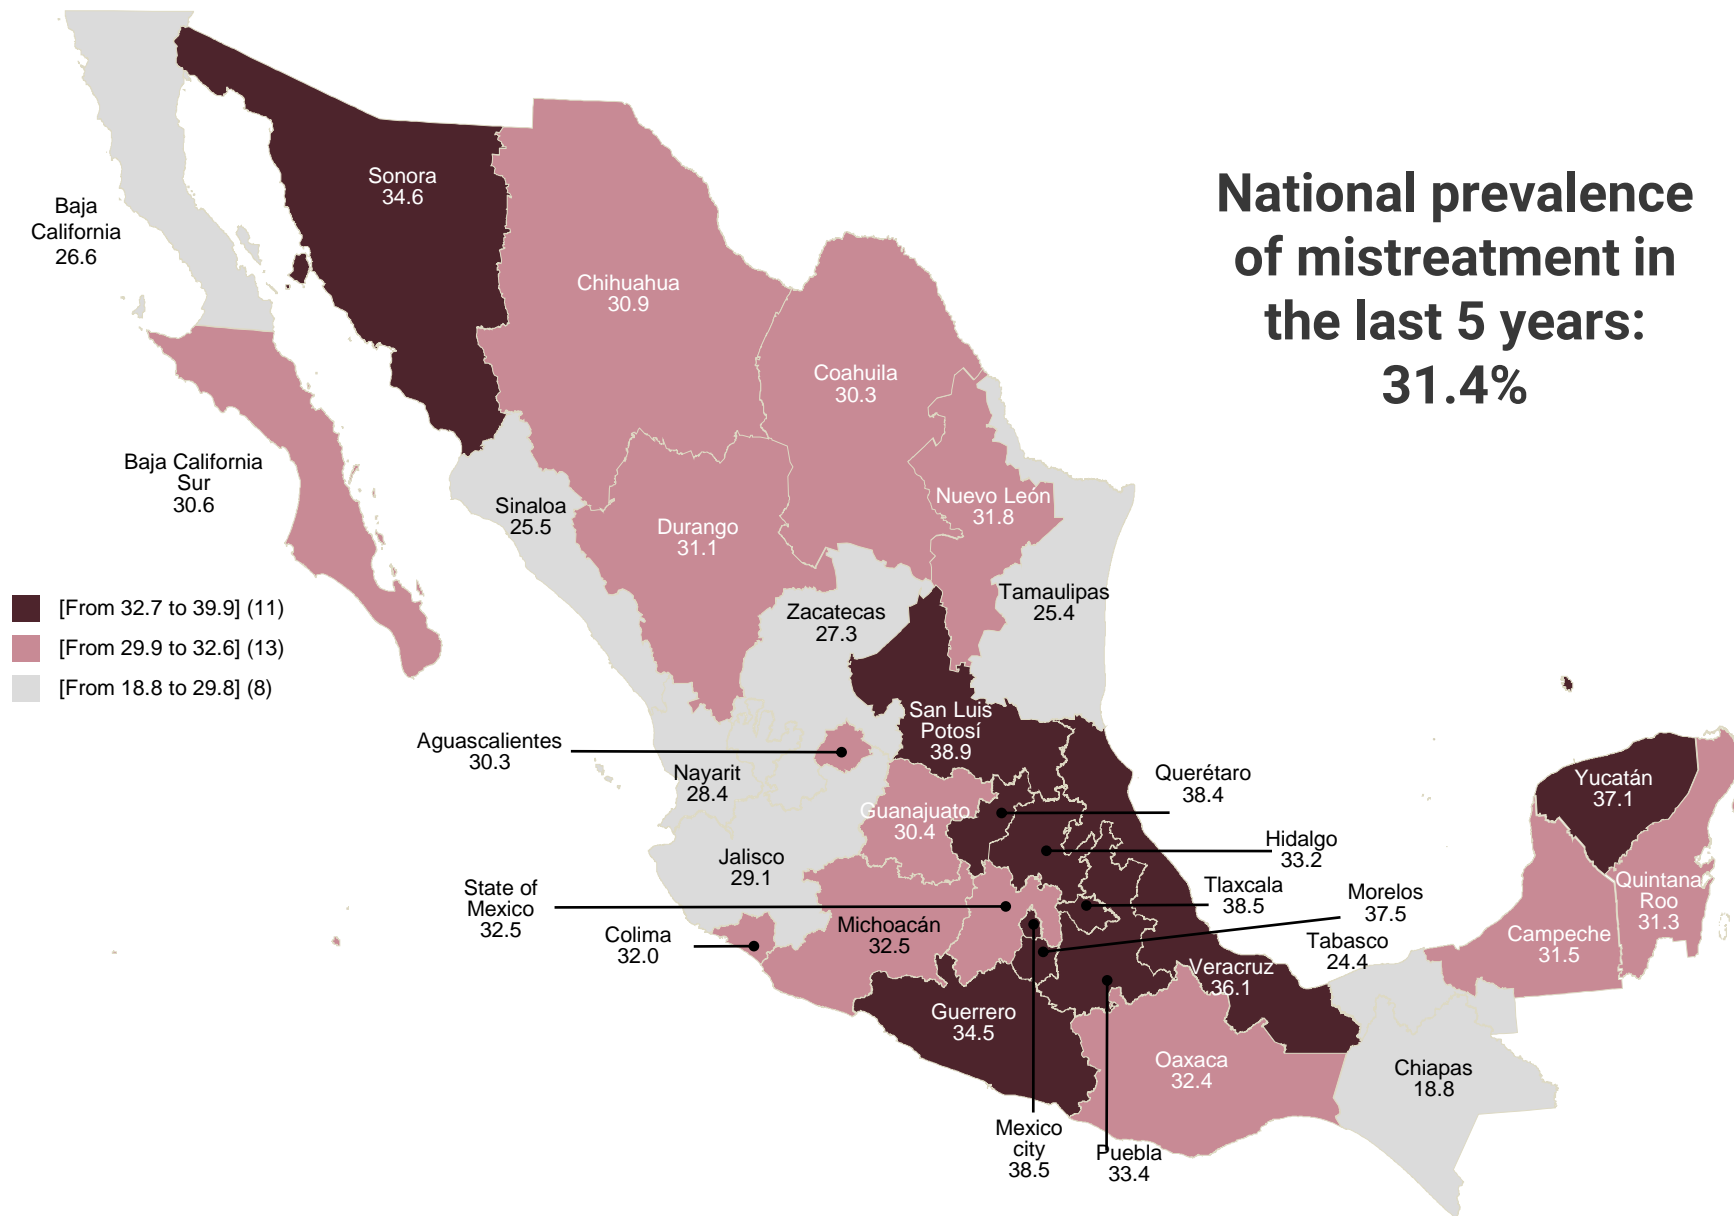 National prevalence
of mistreatment in
the last 5 years:
31.4%
Baja
California
26.6
Sonora
34.6
Chihuahua
30.9
Coahuila
30.3
Baja California
Sur
30.6
Sinaloa
25.5
Durango
31.1
Nuevo León
31.8
Tamaulipas
25.4
Zacatecas
27.3
[From 32.7 to 39.9] (11)
[From 29.9 to 32.6] (13)
[From 18.8 to 29.8] (8)
San Luis
Potosí
38.9
Aguascalientes
30.3
Nayarit
28.4
Guanajuato
30.4
Querétaro
38.4
Yucatán
37.1
Hidalgo
33.2
Jalisco
29.1
State of
Mexico
32.5
Tlaxcala
38.5
Morelos
37.5
Quintana
Roo
31.3
Colima
32.0
Michoacán
32.5
Tabasco
24.4
Campeche
31.5
Veracruz
36.1
Guerrero
34.5
Oaxaca
32.4
Chiapas
18.8
Mexico
city
38.5
Puebla
33.4